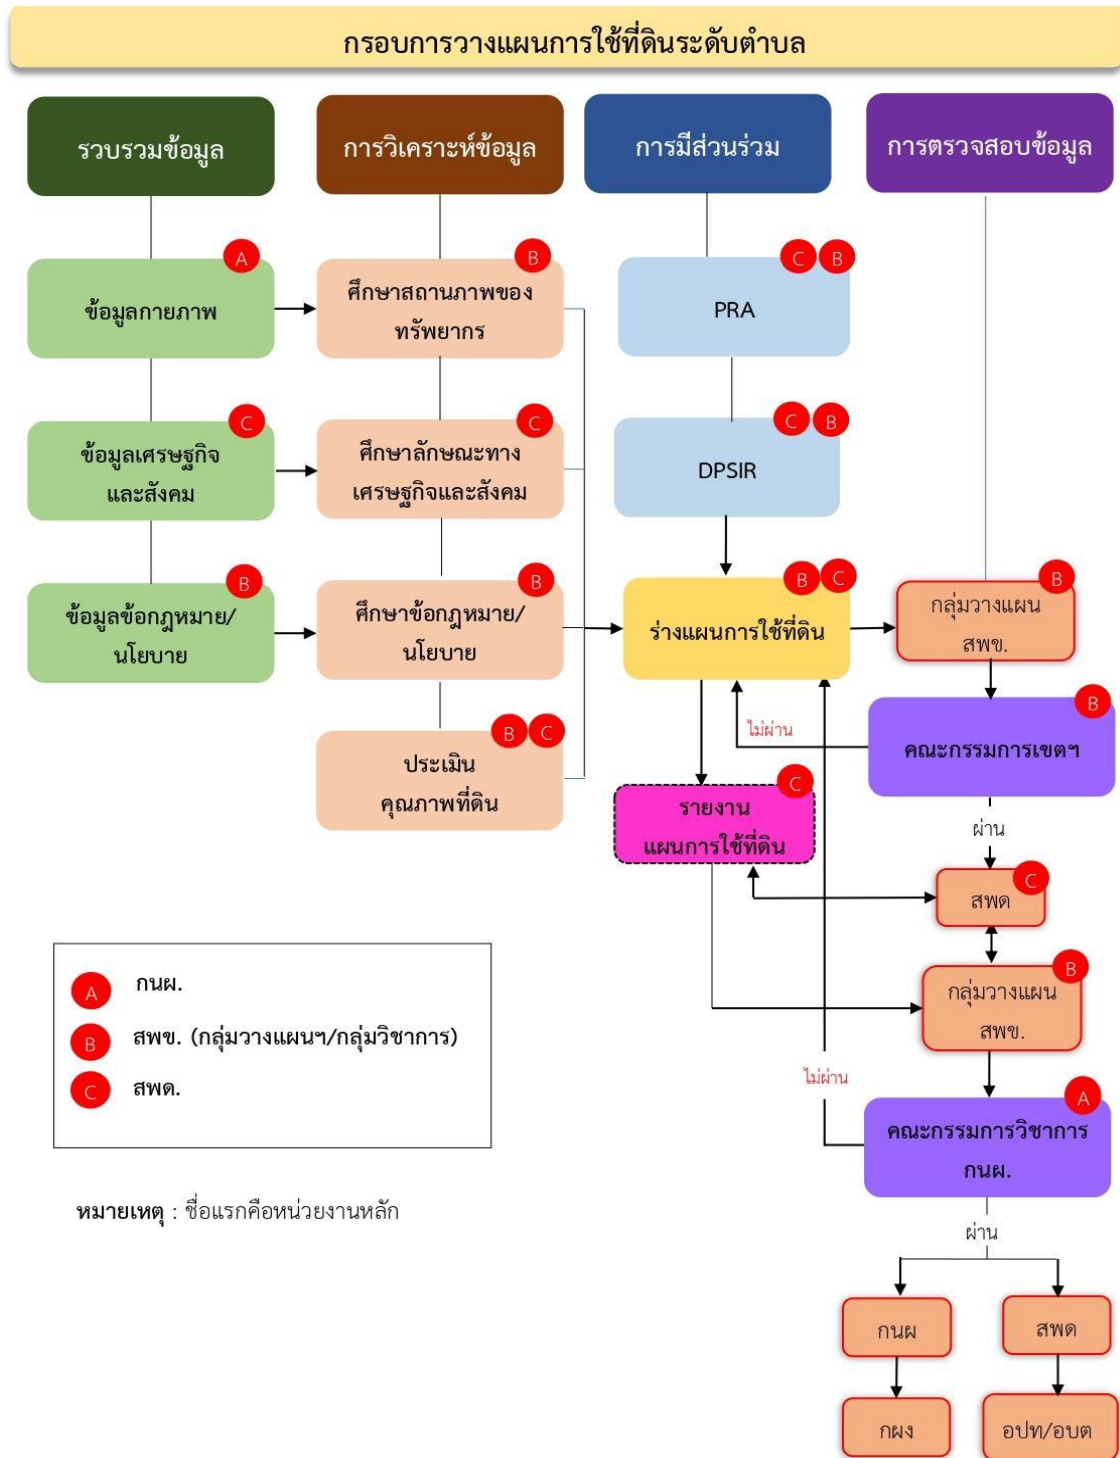 กรอบการวางแผนการใช้ที่ดินระดับตำบล
รวบรวมข้อมูล
การวิเคราะห์ข้อมูล
การมีส่วนร่วม
การตรวจสอบข้อมูล
A
ข้อมูลกายภาพ
B
ศึกษาสถานภาพของ
ทรัพยากร
C B
PRA
C
ข้อมูลเศรษฐกิจ
และสังคม
C
ศึกษาลักษณะทาง
เศรษฐกิจและสังคม
C B
DPSIR
B
ข้อมูลข้อกฎหมาย/
นโยบาย
B
ศึกษาข้อกฎหมาย/
นโยบาย
B C
ร่างแผนการใช้ที่ดิน
B
กลุ่มวางแผน
สพข.
B C
ประเมิน
คุณภาพที่ดิน
ไม่ผ่าน
B
คณะกรรมการเขตฯ
C
รายงาน
แผนการใช้ที่ดิน
ผ่าน
C
สพด
B
กลุ่มวางแผน
สพข.
ไม่ผ่าน
A
คณะกรรมการวิชาการ
กนผ.
ผ่าน
กนผ
สพด
กผง
อปท/อบต
A กนผ.
B สพข. (กลุ่มวางแผนฯ/กลุ่มวิชาการ)
C สพด.
หมายเหตุ : ชื่อแรกคือหน่วยงานหลัก